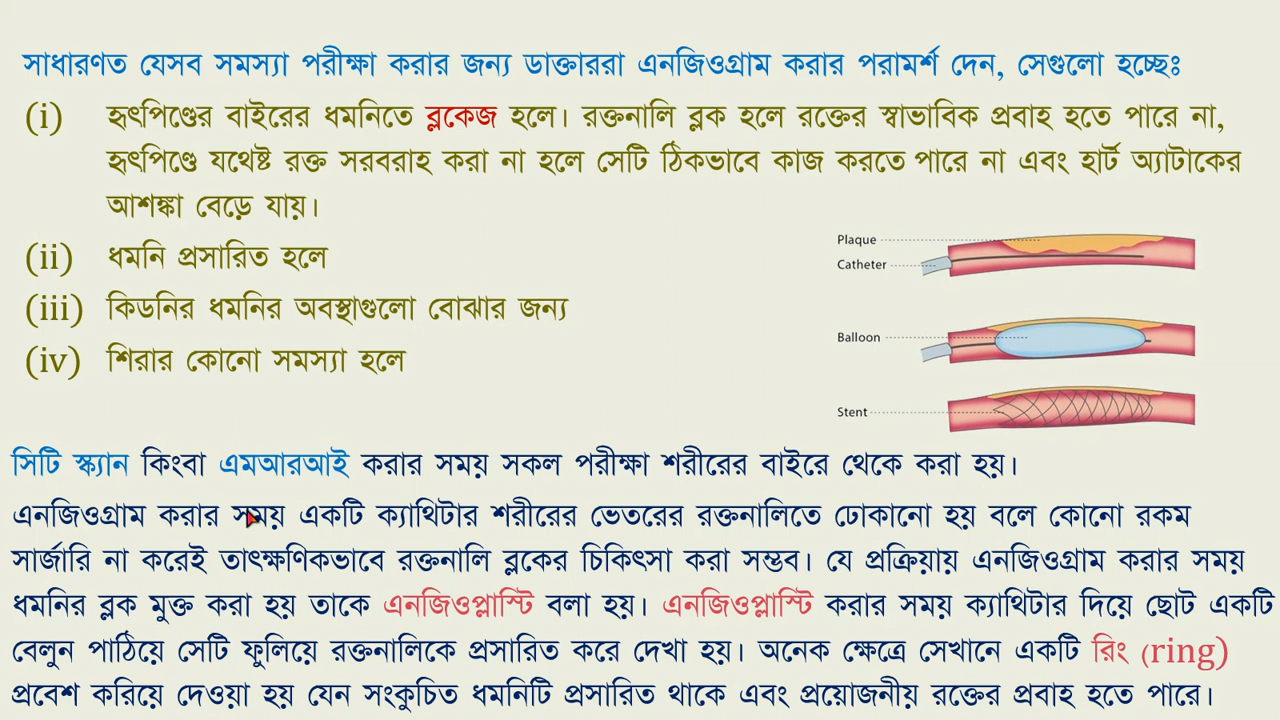 সাধারণত যেসব সমস্যা পরীক্ষা করার জন্য ডাক্তাররা এনজিওগ্রাম করার পরামর্শ দেন, সেগুলো হচ্ছেঃ
(i) হৃৎপিণ্ডের বাইরের ধমনিতে ব্লকেজ হলে। রক্তনালি ব্লক হলে রক্তের স্বাভাবিক প্রবাহ হতে পারে না,
হৃৎপিণ্ডে যথেষ্ট রক্ত সরবরাহ করা না হলে সেটি ঠিকভাবে কাজ করতে পারে না এবং হার্ট অ্যাটাকের
আশঙ্কা বেড়ে যায়।
(ii) ধমনি প্রসারিত হলে
(iii) কিডনির ধমনির অবস্থাগুলো বোঝার জন্য
(iv) শিরার কোনো সমস্যা হলে
Plaque
Catheter
Balloon
Stent
সিটি স্ক্যান কিংবা এমআরআই করার সময় সকল পরীক্ষা শরীরের বাইরে থেকে করা হয়।
এনজিওগ্রাম করার সময় একটি ক্যাথিটার শরীরের ভেতরের রক্তনালিতে ঢোকানো হয় বলে কোনো রকম
সার্জারি না করেই তাৎক্ষণিকভাবে রক্তনালি ব্লকের চিকিৎসা করা সম্ভব। যে প্রক্রিয়ায় এনজিওগ্রাম করার সময়
ধমনির ব্লক মুক্ত করা হয় তাকে এনজিওপ্লাস্টি বলা হয়। এনজিওপ্লাস্টি করার সময় ক্যাথিটার দিয়ে ছোট একটি
বেলুন পাঠিয়ে সেটি ফুলিয়ে রক্তনালিকে প্রসারিত করে দেখা হয়। অনেক ক্ষেত্রে সেখানে একটি রিং (ring)
প্রবেশ করিয়ে দেওয়া হয় যেন সংকুচিত ধমনিটি প্রসারিত থাকে এবং প্রয়োজনীয় রক্তের প্রবাহ হতে পারে।